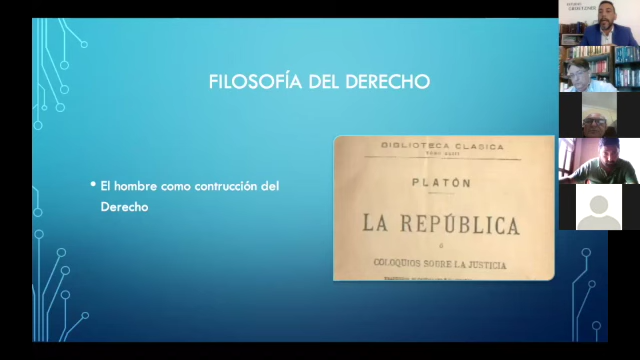 FILOSOFÍA DEL DERECHO
• El hombre como contrucción del
Derecho
BIBLIOTECA CLASICA
PLATÓN
LA REPÚBLICA
Ó
COLOQUIOS SOBRE LA JUSTICIA